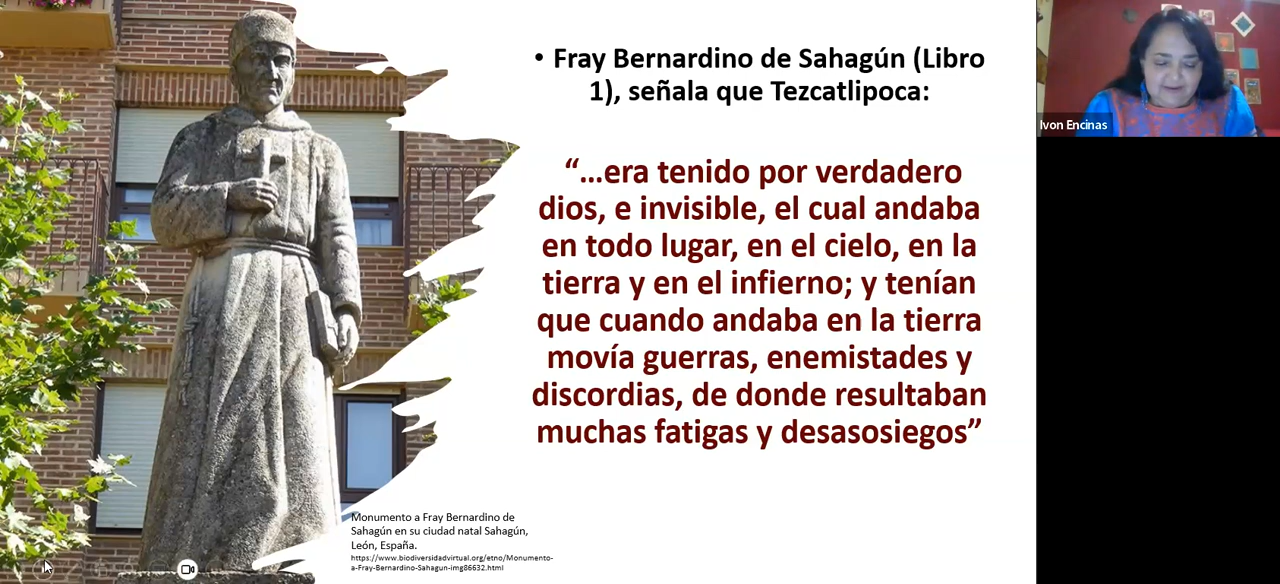 • Fray Bernardino de Sahagún (Libro
1), señala que Tezcatlipoca:
“...era tenido por verdadero
dios, e invisible, el cual andaba
en todo lugar, en el cielo, en la
tierra y en el infierno; y tenían
que cuando andaba en la tierra
movía guerras, enemistades y
discordias, de donde resultaban
muchas fatigas y desasosiegos”
Monumento a Fray Bernardino de
Sahagún en su ciudad natal Sahagún,
León, España.
https://www.biodiversidadvirtual.org/etno/Monumento-
a-Fray-Bernardino-Sahagun-img86632.html
Ivon Encinas